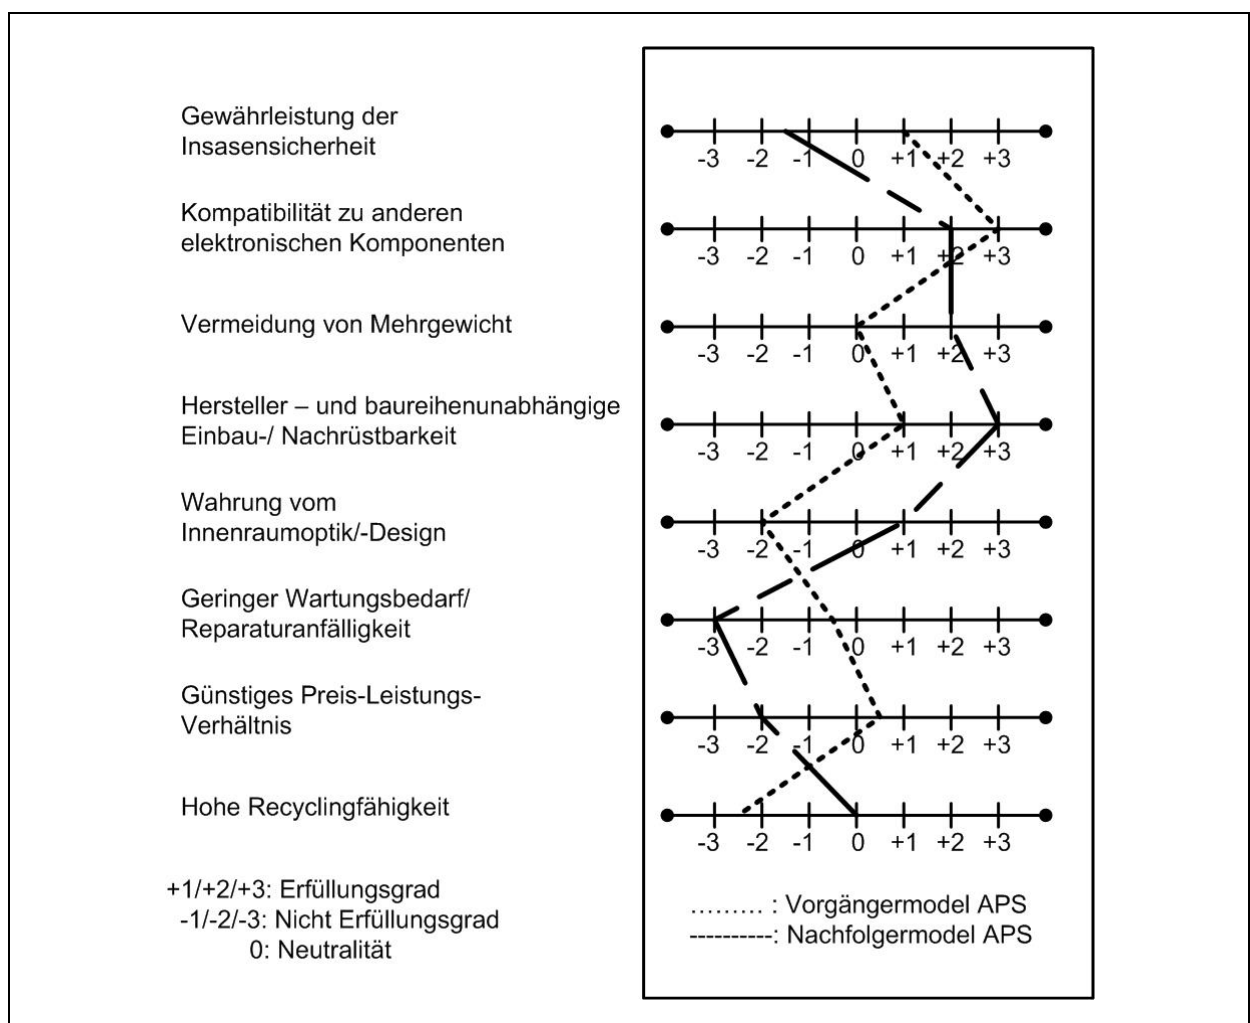 Gewährleistung der
Insasensicherheit
-3 -2 -1 0 +1 +2 +3
Kompatibilität zu anderen
elektronischen Komponenten
-3 -2 -1 0 +1 +2 +3
Vermeidung von Mehrgewicht
-3 -2 -1 0 +1 +2 +3
Hersteller – und baureihenunabhängige
Einbau-/ Nachrüstbarkeit
-3 -2 -1 0 +1 +2 +3
Wahrung vom
Innenraumoptik/-Design
-3 -2 -1 0 +1 +2 +3
Geringer Wartungsbedarf/
Reparaturanfälligkeit
-3 -2 -1 0 +1 +2 +3
Günstiges Preis-Leistungs-
Verhältnis
-3 -2 -1 0 +1 +2 +3
Hohe Recyclingfähigkeit
-3 -2 -1 0 +1 +2 +3
+1/+2/+3: Erfüllungsgrad
-1/-2/-3: Nicht Erfüllungsgrad
0: Neutralität
......... : Vorgängermodel APS
----------: Nachfolgermodel APS